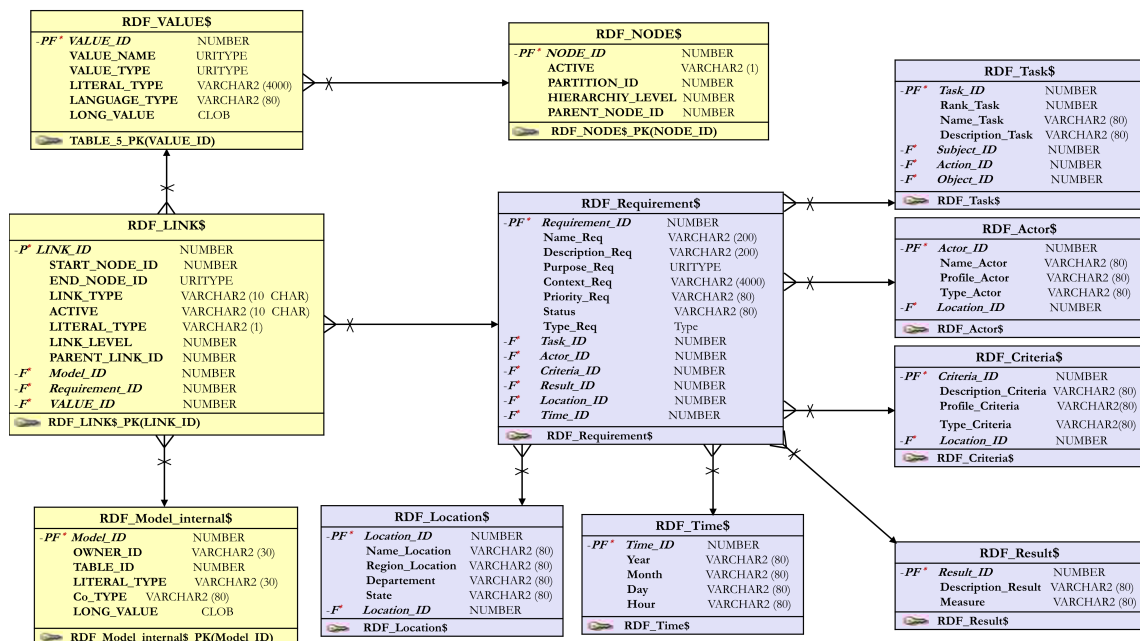 RDF_VALUE$
-PF* VALUE_ID NUMBER
VALUE_NAME URITYPE
VALUE_TYPE URITYPE
LITERAL_TYPE VARCHAR2 (4000)
LANGUAGE_TYPE VARCHAR2 (80)
LONG_VALUE CLOB
TABLE_5_PK(VALUE_ID)
RDF_NODE$
-PF* NODE_ID NUMBER
ACTIVE VARCHAR2 (1)
PARTITION_ID NUMBER
HIERARCHIY_LEVEL NUMBER
PARENT_NODE_ID NUMBER
RDF_NODE$_PK(NODE_ID)
RDF_Task$
-PF* Task_ID NUMBER
Rank_Task NUMBER
Name_Task VARCHAR2 (80)
Description_Task VARCHAR2 (80)
-F* Subject_ID NUMBER
-F* Action_ID NUMBER
-F* Object_ID NUMBER
RDF_Task$
RDF_LINK$
-P* LINK_ID NUMBER
START_NODE_ID NUMBER
END_NODE_ID URITYPE
LINK_TYPE VARCHAR2 (10 CHAR)
ACTIVE VARCHAR2 (10 CHAR)
LITERAL_TYPE VARCHAR2 (1)
LINK_LEVEL NUMBER
PARENT_LINK_ID NUMBER
-F* Model_ID NUMBER
-F* Requirement_ID NUMBER
-F* VALUE_ID NUMBER
RDF_LINK$_PK(LINK_ID)
RDF_Requirement$
-PF* Requirement_ID NUMBER
Name_Req VARCHAR2 (200)
Description_Req VARCHAR2 (200)
Purpose_Req URITYPE
Context_Req VARCHAR2 (4000)
Priority_Req VARCHAR2 (80)
Status VARCHAR2 (80)
Type_Req Type
-F* Task_ID NUMBER
-F* Actor_ID NUMBER
-F* Criteria_ID NUMBER
-F* Result_ID NUMBER
-F* Location_ID NUMBER
-F* Time_ID NUMBER
RDF_Requirement$
RDF_Actor$
-PF* Actor_ID NUMBER
Name_Actor VARCHAR2 (80)
Profile_Actor VARCHAR2 (80)
Type_Actor VARCHAR2 (80)
-F* Location_ID NUMBER
RDF_Actor$
RDF_Criteria$
-PF* Criteria_ID NUMBER
Description_Criteria VARCHAR2 (80)
Profile_Criteria VARCHAR2(80)
Type_Criteria VARCHAR2(80)
-F* Location_ID NUMBER
RDF_Criteria$
RDF_Model_internal$
-PF* Model_ID NUMBER
OWNER_ID VARCHAR2 (30)
TABLE_ID NUMBER
LITERAL_TYPE VARCHAR2 (30)
Co_TYPE VARCHAR2 (80)
LONG_VALUE CLOB
RDF_Model_internal$_PK(Model_ID)
RDF_Location$
-PF* Location_ID NUMBER
Name_Location VARCHAR2 (80)
Region_Location VARCHAR2 (80)
Departement VARCHAR2 (80)
State VARCHAR2 (80)
-F* Location_ID NUMBER
RDF_Location$
RDF_Time$
-PF* Time_ID NUMBER
Year VARCHAR2 (80)
Month VARCHAR2 (80)
Day VARCHAR2 (80)
Hour VARCHAR2 (80)
RDF_Time$
RDF_Result$
-PF* Result_ID NUMBER
Description_Result VARCHAR2 (80)
Measure VARCHAR2 (80)
RDF_Result$